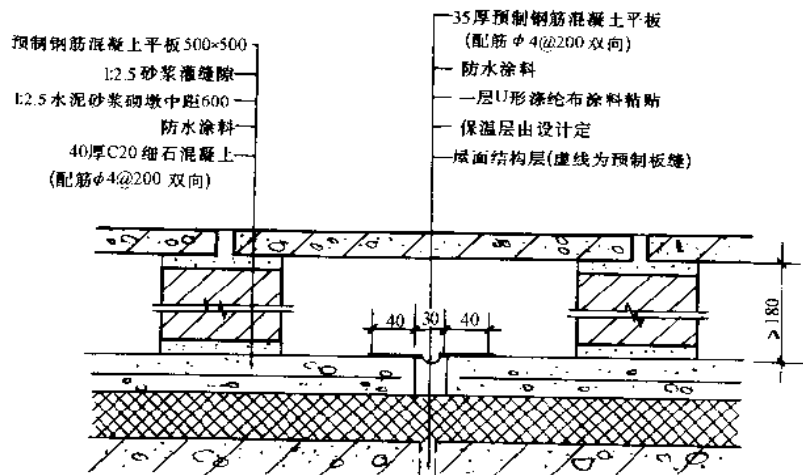 预制钢筋混凝上平板500×500
1:2.5砂浆灌缝隙
1:2.5水泥砂浆砌墩中距600
防水涂料
40厚C20细石混凝上
(配筋φ4@200 双向)
35厚预制钢筋混凝土平板
(配筋φ4@200 双向)
防水涂料
一层U形涤纶布涂料粘贴
保温层由设计定
屋面结构层(虚线为预制板缝)
40
30
40
≥180